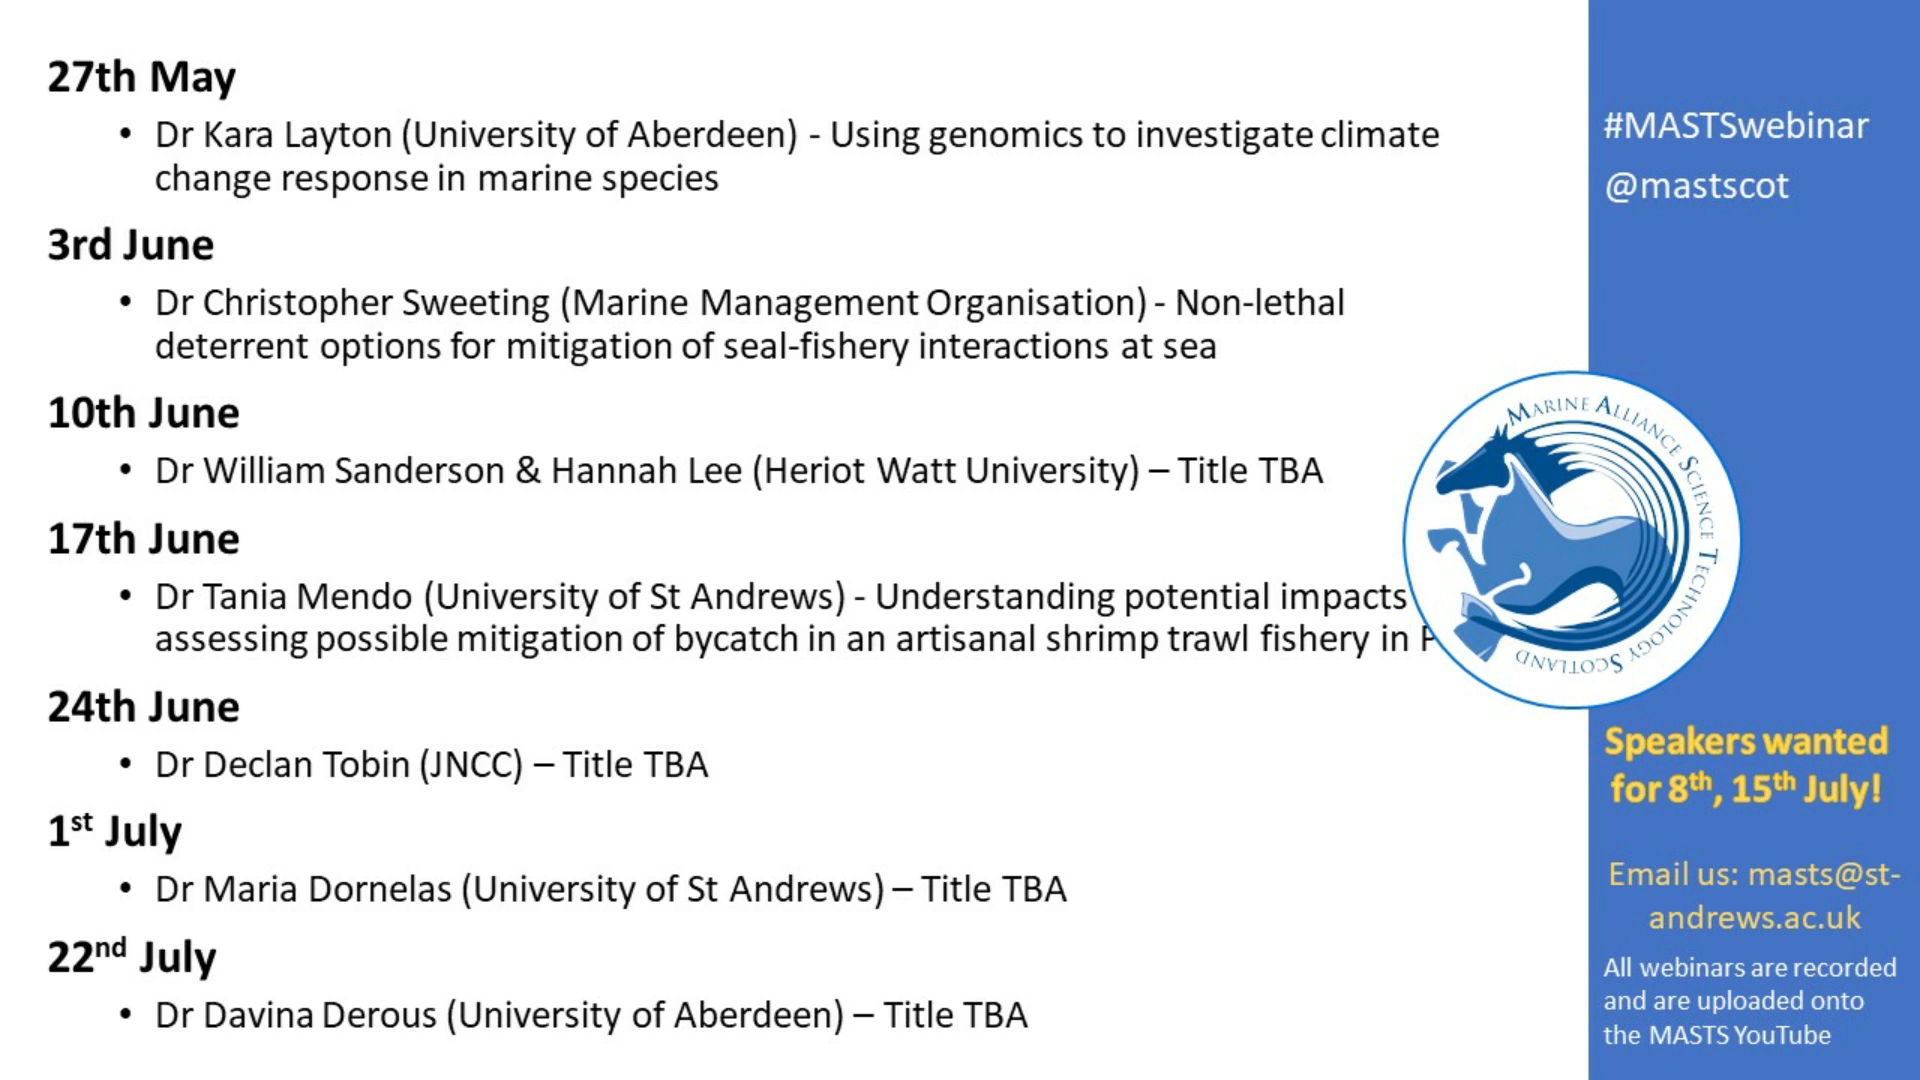 27th May
• Dr Kara Layton (University of Aberdeen) - Using genomics to investigate climate
change response in marine species
3rd June
• Dr Christopher Sweeting (Marine Management Organisation) - Non-lethal
deterrent options for mitigation of seal-fishery interactions at sea
10th June
• Dr William Sanderson & Hannah Lee (Heriot Watt University) – Title TBA
17th June
• Dr Tania Mendo (University of St Andrews) - Understanding potential impacts
assessing possible mitigation of bycatch in an artisanal shrimp trawl fishery in
24th June
• Dr Declan Tobin (JNCC) – Title TBA
1st July
• Dr Maria Dornelas (University of St Andrews) – Title TBA
22nd July
• Dr Davina Derous (University of Aberdeen) – Title TBA
#MASTSwebinar
@mastscot
MARINE ALLIANCE SCIENCE TECHNOLOGY SCOTLAND
Speakers wanted
for 8th, 15th July!
Email us: masts@st-
andrews.ac.uk
All webinars are recorded
and are uploaded onto
the MASTS YouTube